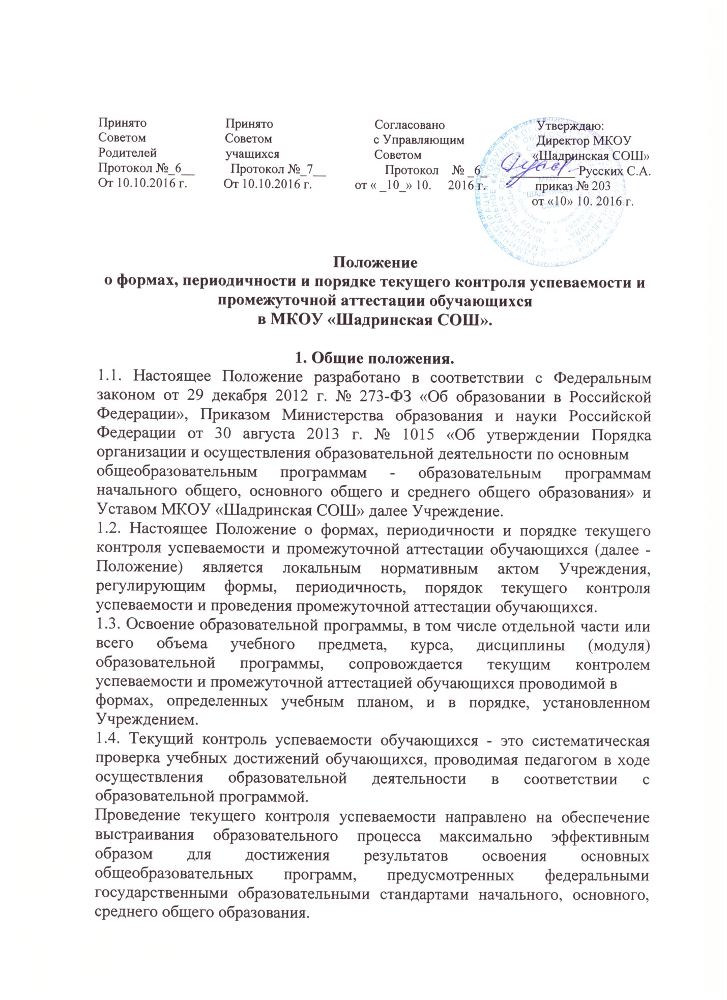 Принято Принято Согласовано Утверждаю:
Советом Советом с Управляющим Директор МКОУ
Родителей учащихся Советом «Шадринская СОШ»
Протокол №_6__ Протокол №_7__ Протокол № _6_ __________ Русских С.А.
От 10.10.2016 г. От 10.10.2016 г. от « _10_» 10. 2016 г. приказ № 203
от «10» 10. 2016 г.
МКОУ
"ШАДРИНСКАЯ
СОШ"
Положение
о формах, периодичности и порядке текущего контроля успеваемости и
промежуточной аттестации обучающихся
в МКОУ «Шадринская СОШ».
1. Общие положения.
1.1. Настоящее Положение разработано в соответствии с Федеральным
законом от 29 декабря 2012 г. № 273-ФЗ «Об образовании в Российской
Федерации», Приказом Министерства образования и науки Российской
Федерации от 30 августа 2013 г. № 1015 «Об утверждении Порядка
организации и осуществления образовательной деятельности по основным
общеобразовательным программам - образовательным программам
начального общего, основного общего и среднего общего образования» и
Уставом МКОУ «Шадринская СОШ» далее Учреждение.
1.2. Настоящее Положение о формах, периодичности и порядке текущего
контроля успеваемости и промежуточной аттестации обучающихся (далее -
Положение) является локальным нормативным актом Учреждения,
регулирующим формы, периодичность, порядок текущего контроля
успеваемости и проведения промежуточной аттестации обучающихся.
1.3. Освоение образовательной программы, в том числе отдельной части или
всего объема учебного предмета, курса, дисциплины (модуля)
образовательной программы, сопровождается текущим контролем
успеваемости и промежуточной аттестацией обучающихся проводимой в
формах, определенных учебным планом, и в порядке, установленном
Учреждением.
1.4. Текущий контроль успеваемости обучающихся - это систематическая
проверка учебных достижений обучающихся, проводимая педагогом в ходе
осуществления образовательной деятельности в соответствии с
образовательной программой.
Проведение текущего контроля успеваемости направлено на обеспечение
выстраивания образовательного процесса максимально эффективным
образом для достижения результатов освоения основных
общеобразовательных программ, предусмотренных федеральными
государственными образовательными стандартами начального, основного,
среднего общего образования.